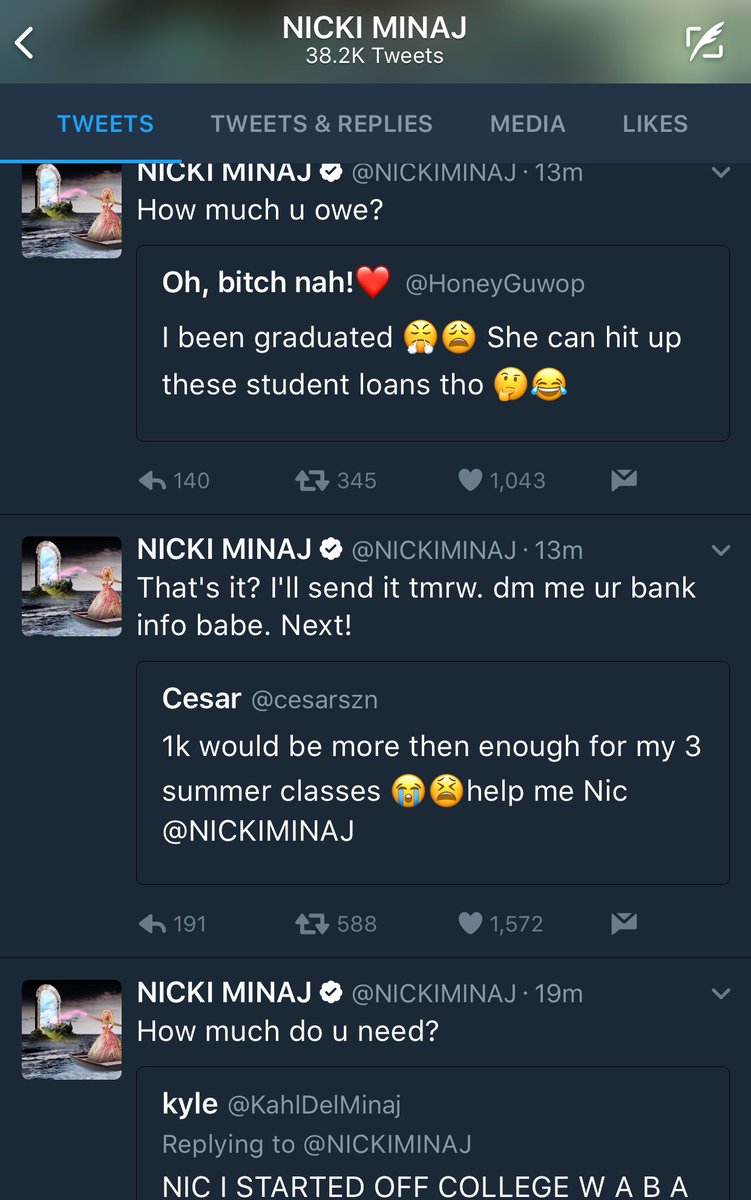 NICKI MINAJ
38.2K Tweets
TWEETS TWEETS & REPLIES MEDIA LIKES
NICKI MINAJ @NICKIMINAJ · 13m
How much u owe?
Oh, bitch nah!❤️ @HoneyGuwop
I been graduated 😤😩 She can hit up
these student loans tho 🤔😂
140 345 1,043
NICKI MINAJ @NICKIMINAJ · 13m
That's it? I'll send it tmrw. dm me ur bank
info babe. Next!
Cesar @cesarszn
1k would be more then enough for my 3
summer classes 😭😫help me Nic
@NICKIMINAJ
191 588 1,572
NICKI MINAJ @NICKIMINAJ · 19m
How much do u need?
kyle @KahlDelMinaj
Replying to @NICKIMINAJ
NIC I STARTED OFF COLLEGE W A B A